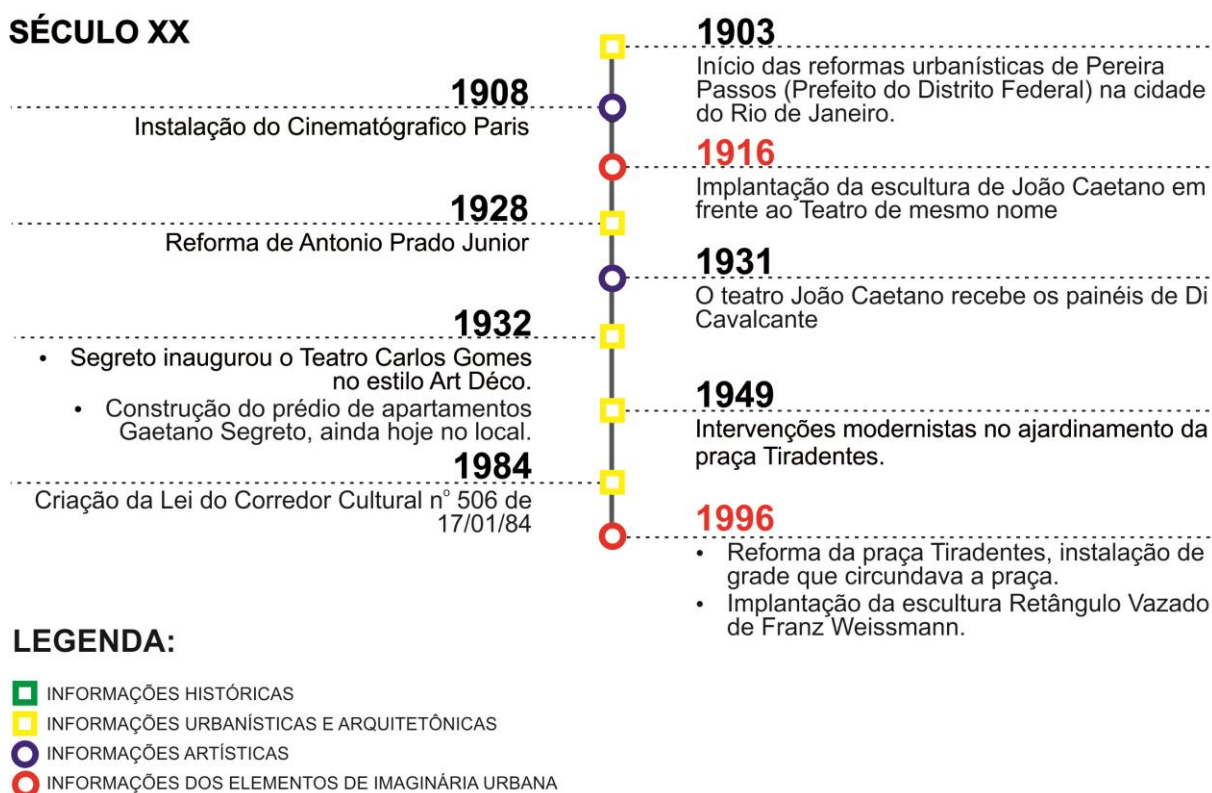 SÉCULO XX
1903
Início das reformas urbanísticas de Pereira
Passos (Prefeito do Distrito Federal) na cidade
do Rio de Janeiro.
1908
Instalação do Cinematógrafico Paris
1916
Implantação da escultura de João Caetano em
frente ao Teatro de mesmo nome
1928
Reforma de Antonio Prado Junior
1931
O teatro João Caetano recebe os painéis de Di
Cavalcante
1932
• Segreto inaugurou o Teatro Carlos Gomes
no estilo Art Déco.
• Construção do prédio de apartamentos
Gaetano Segreto, ainda hoje no local.
1949
Intervenções modernistas no ajardinamento da
praça Tiradentes.
1984
Criação da Lei do Corredor Cultural n° 506 de
17/01/84
1996
• Reforma da praça Tiradentes, instalação de
grade que circundava a praça.
• Implantação da escultura Retângulo Vazado
de Franz Weissmann.
LEGENDA:
INFORMAÇÕES HISTÓRICAS
INFORMAÇÕES URBANÍSTICAS E ARQUITETÔNICAS
INFORMAÇÕES ARTÍSTICAS
INFORMAÇÕES DOS ELEMENTOS DE IMAGINÁRIA URBANA